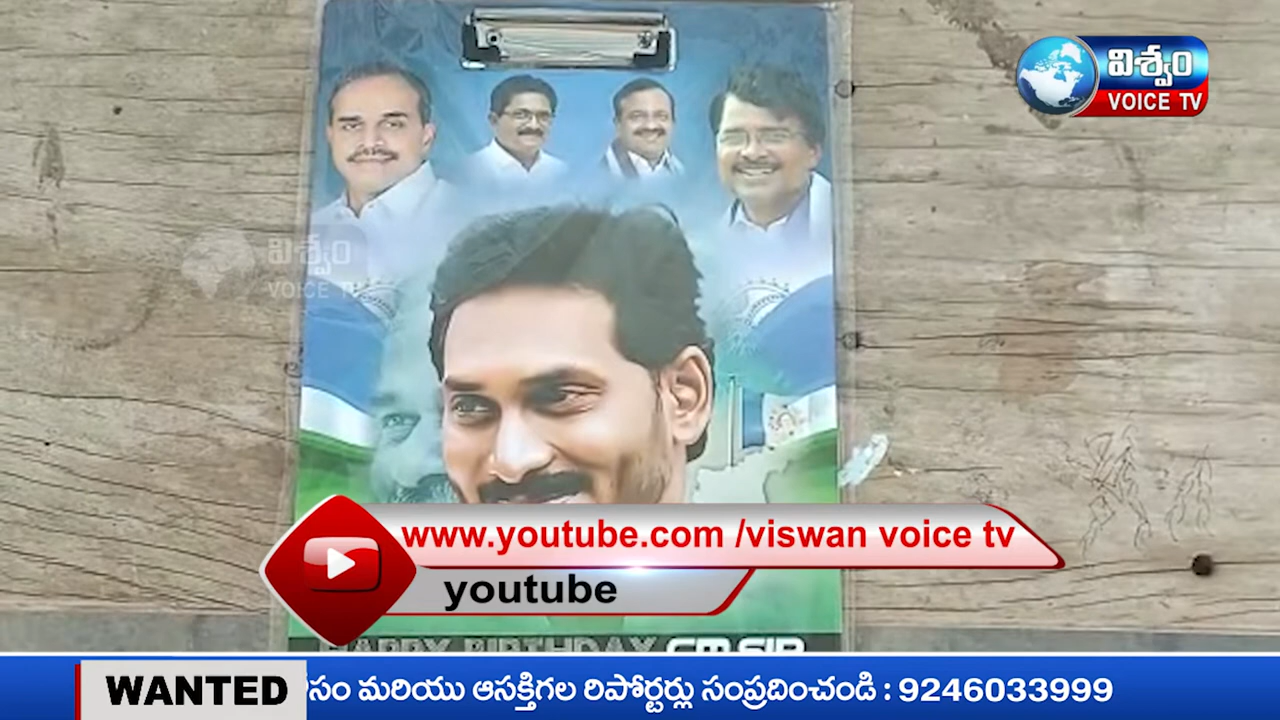 విశ్వం
VOICE TV
విశ్వం
www.youtube.com /viswan voice tv
youtube
HAPPY BIRTHDAY CM SIR
WANTED
మరియు ఆసక్తిగల రిపోర్టర్లు సంప్రదించండి : 9246033999